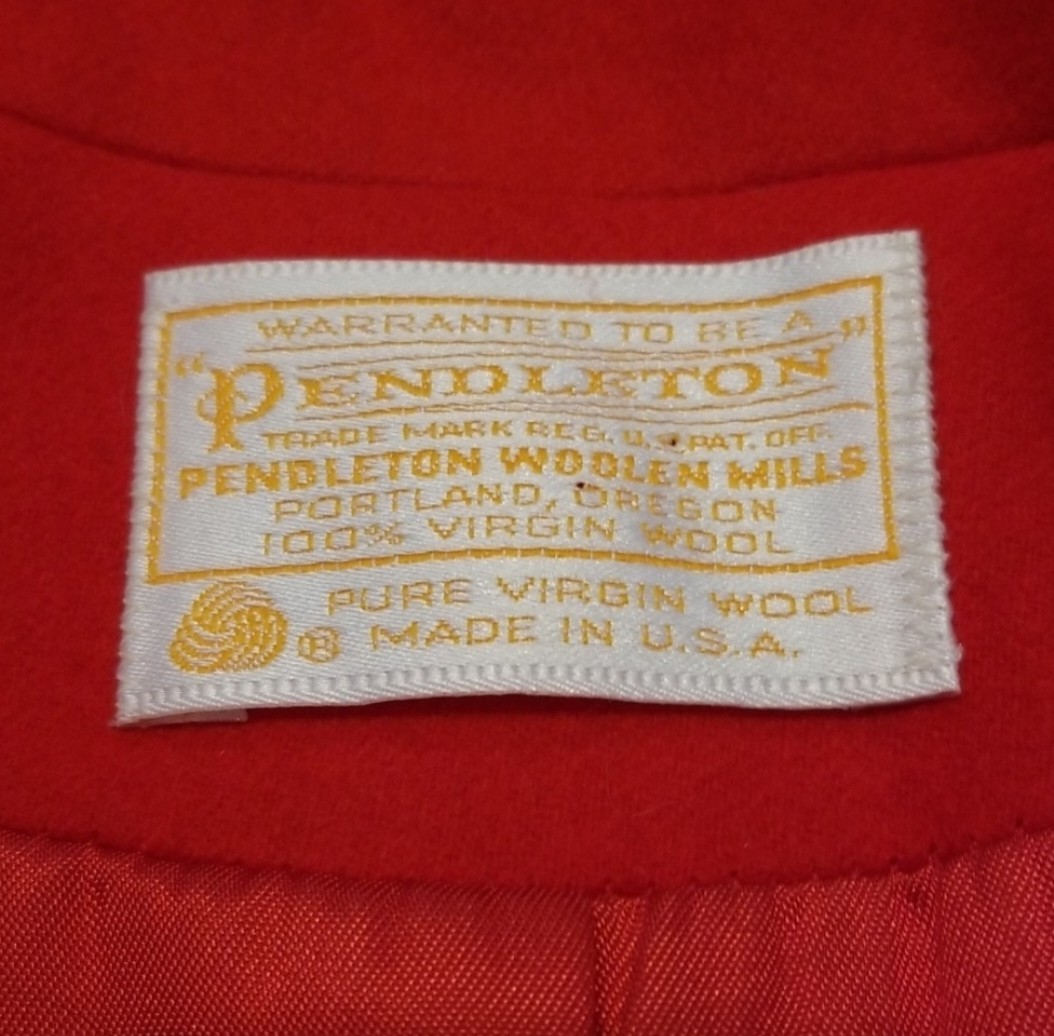 WARRANTED TO BE A
"PENDLETON"
TRADE MARK REG. U.S. PAT. OFF.
PENDLETON WOOLEN MILLS
PORTLAND, OREGON
100% VIRGIN WOOL
PURE VIRGIN WOOL
® MADE IN U.S.A.